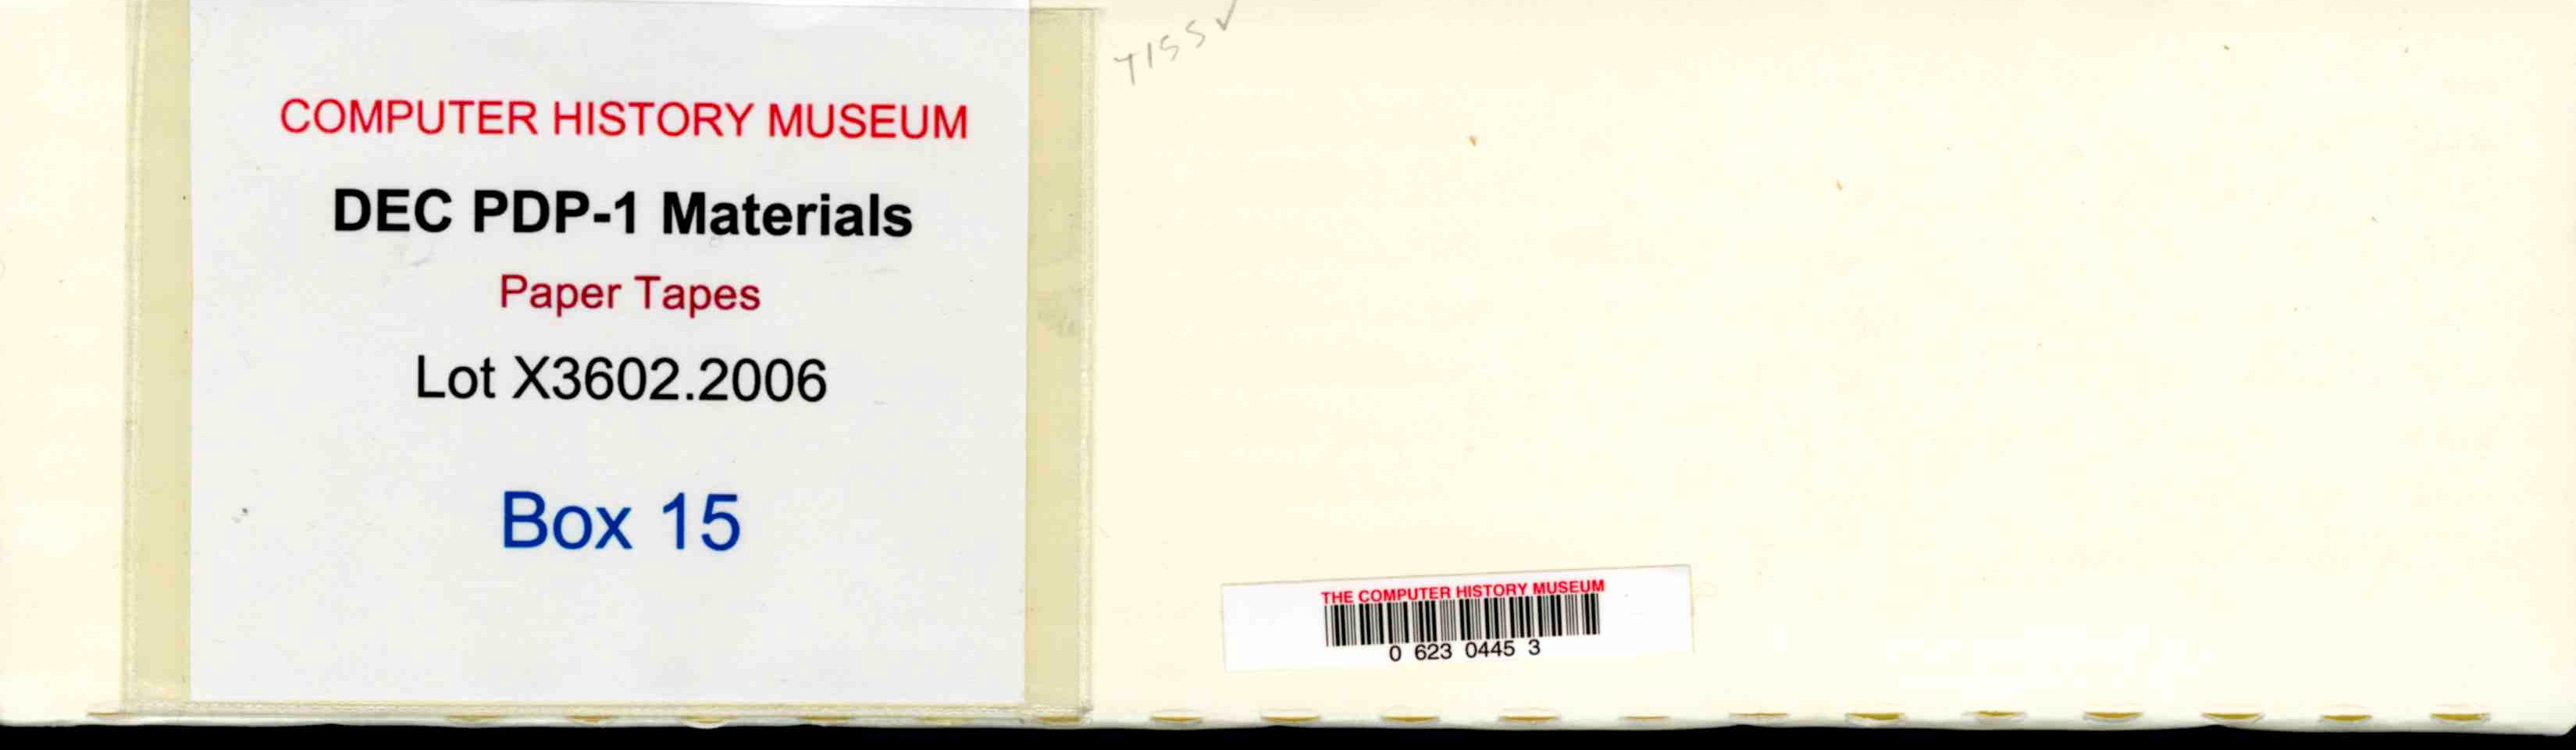 COMPUTER HISTORY MUSEUM
DEC PDP-1 Materials
Paper Tapes
Lot X3602.2006
Box 15
THE COMPUTER HISTORY MUSEUM
0 623 0445 3